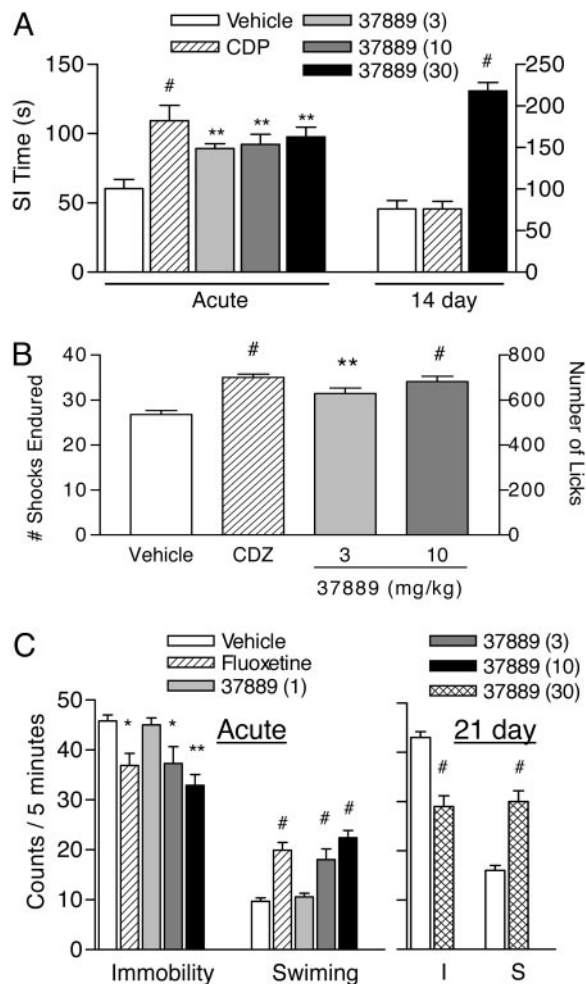 A
Vehicle
CDP
37889 (3)
37889 (10
37889 (30)
SI Time (s)
150
100
50
0
#
**
**
**
#
250
200
150
100
50
0
Acute
14 day
B
# Shocks Endured
40
30
20
10
0
#
**
#
800
600
400
200
0
Number of Licks
Vehicle
CDZ
3
10
37889 (mg/kg)
C
Vehicle
Fluoxetine
37889 (1)
37889 (3)
37889 (10)
37889 (30)
Counts / 5 minutes
50
40
30
20
10
0
Acute
*
*
**
#
#
#
21 day
#
#
Immobility
Swiming
I
S